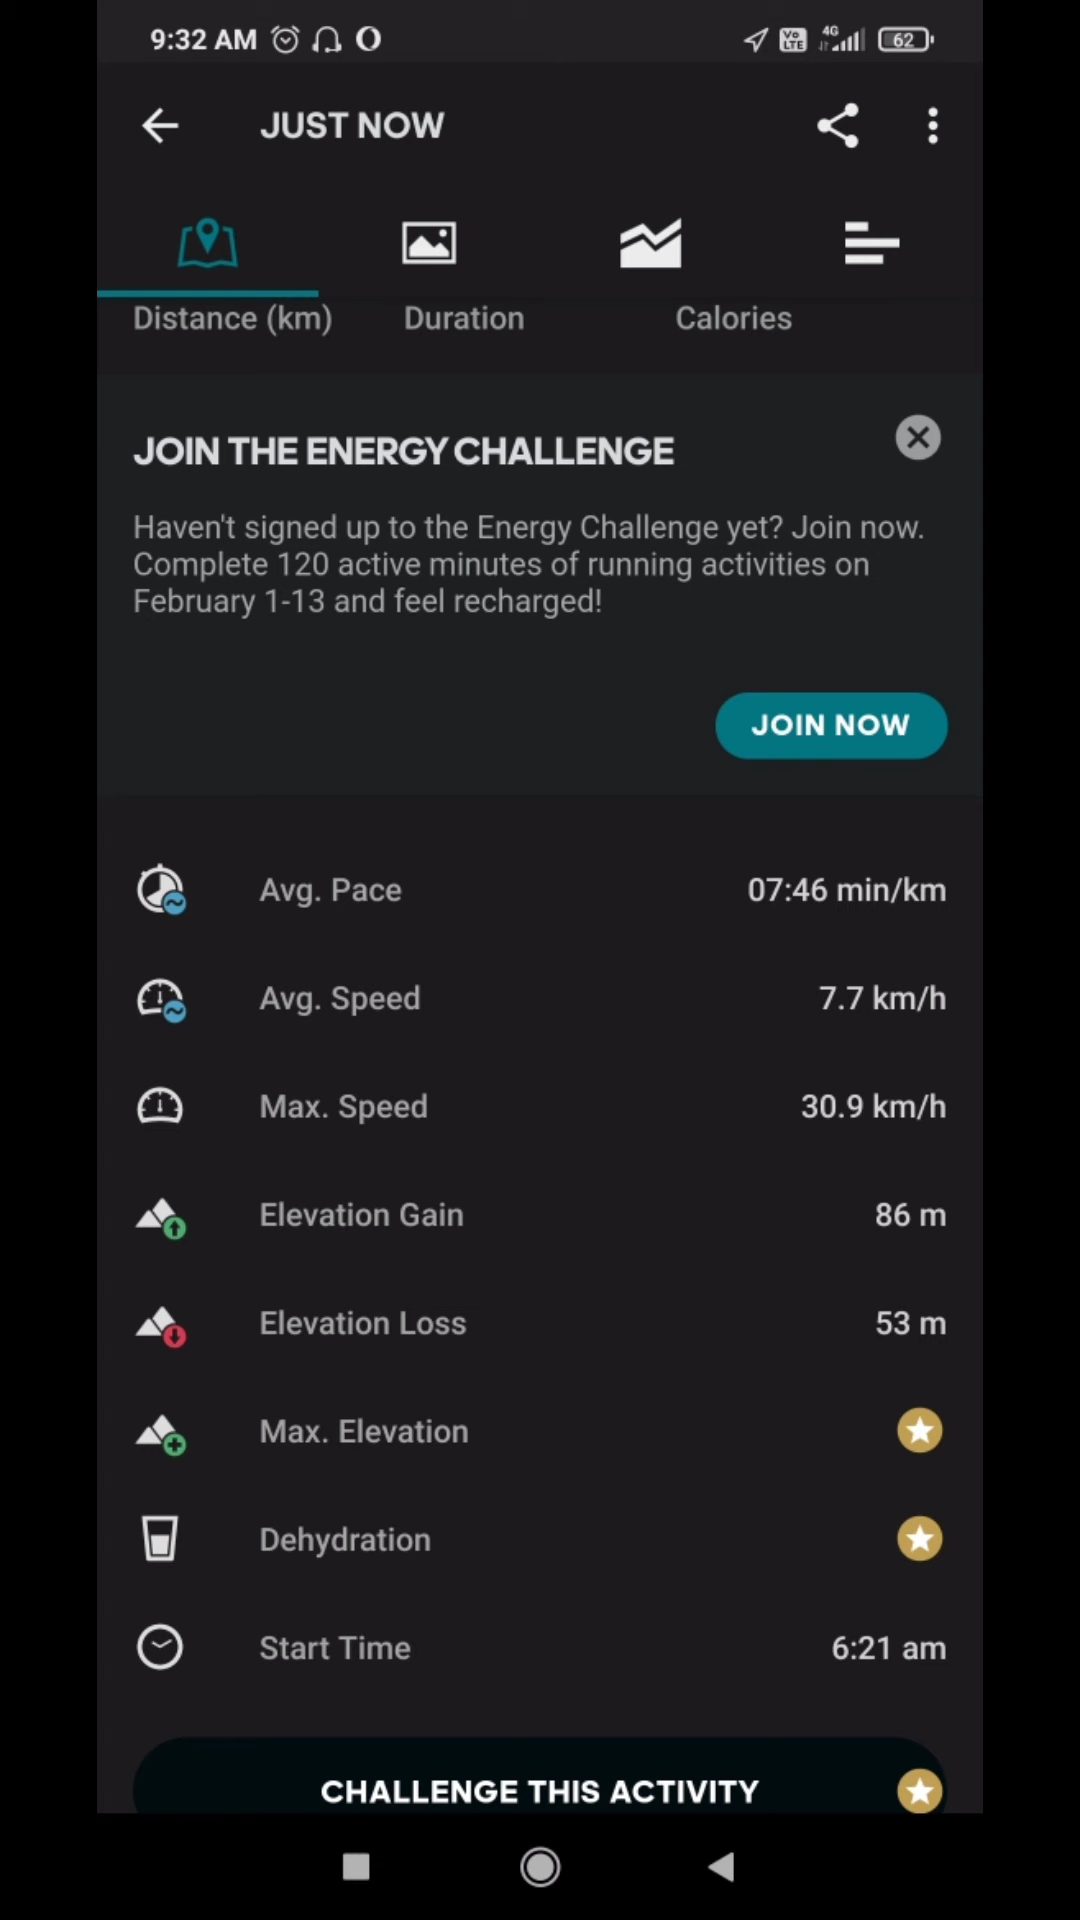 9:32 AM
Vo LTE 4G 62
JUST NOW
Distance (km) Duration Calories
JOIN THE ENERGY CHALLENGE
Haven't signed up to the Energy Challenge yet? Join now.
Complete 120 active minutes of running activities on
February 1-13 and feel recharged!
JOIN NOW
Avg. Pace 07:46 min/km
Avg. Speed 7.7 km/h
Max. Speed 30.9 km/h
Elevation Gain 86 m
Elevation Loss 53 m
Max. Elevation
Dehydration
Start Time 6:21 am
CHALLENGE THIS ACTIVITY